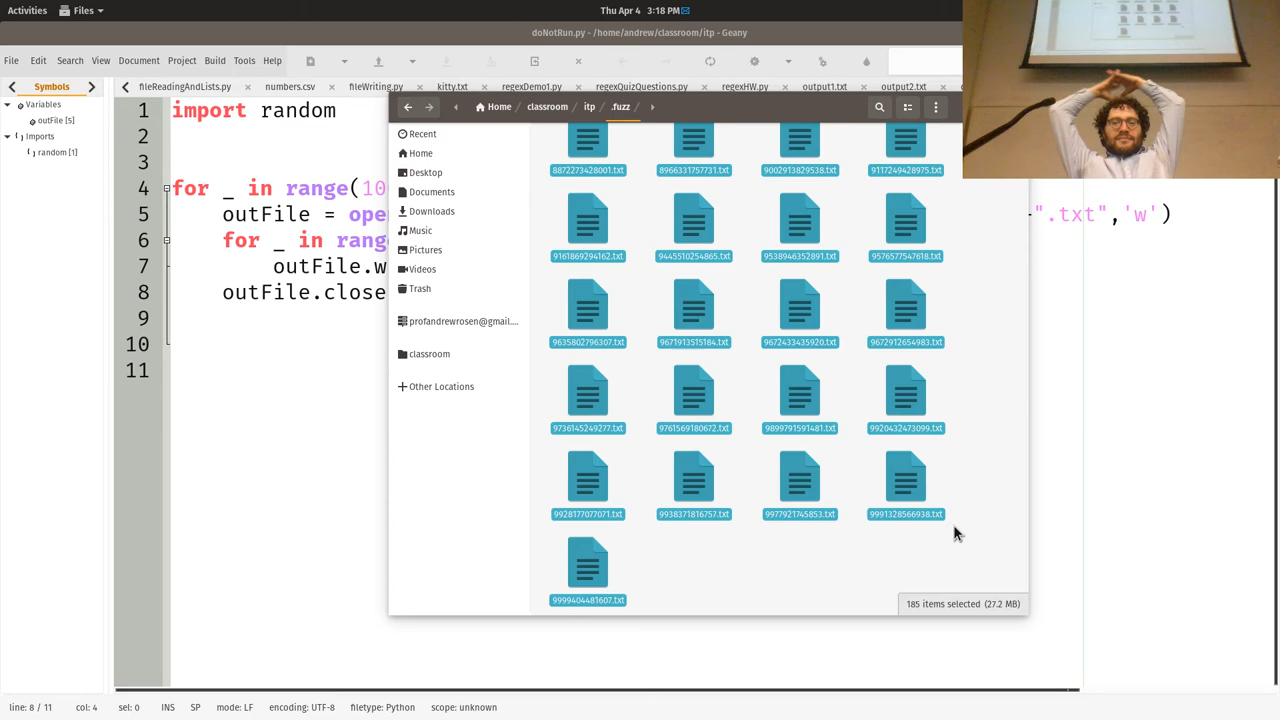 Activities Files Thu Apr 4 3:18 PM
doNotRun.py - /home/andrew/classroom/itp - Geany
File Edit Search View Document Project Build Tools Help
Symbols fileReadingAndLists.py numbers.csv fileWriting.py kitty.txt regexDemo1.py regexQuizQuestions.py regexHW.py output1.txt output2.txt
Variables
outFile [5]
Imports
random [1]
1 import random
2
3
4 for _ in range(10
5 outFile = ope ".txt",'w')
6 for _ in rang
7 outFile.w
8 outFile.close
9
10
11
Home classroom itp .fuzz
Recent
Home
Desktop
Documents
Downloads
Music
Pictures
Videos
Trash
profandrewrosen@gmail....
classroom
Other Locations
8872273428001.txt 8966331757731.txt 9002913829538.txt 9117249428975.txt
9161869294162.txt 9445510254865.txt 9538946352891.txt 9576577547618.txt
9635802796307.txt 9671913515184.txt 9672433435920.txt 9672912654983.txt
9736145249277.txt 9761569180672.txt 9899791591481.txt 9920432473099.txt
9928177077071.txt 9938371816757.txt 9977921745853.txt 9991328566938.txt
9999404481607.txt
185 items selected (27.2 MB)
line: 8 / 11 col: 4 sel: 0 INS SP mode: LF encoding: UTF-8 filetype: Python scope: unknown